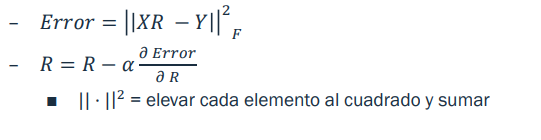 – Error = ||XR − Y||²_F
– R = R − α ∂ Error / ∂ R
▪ || · ||² = elevar cada elemento al cuadrado y sumar